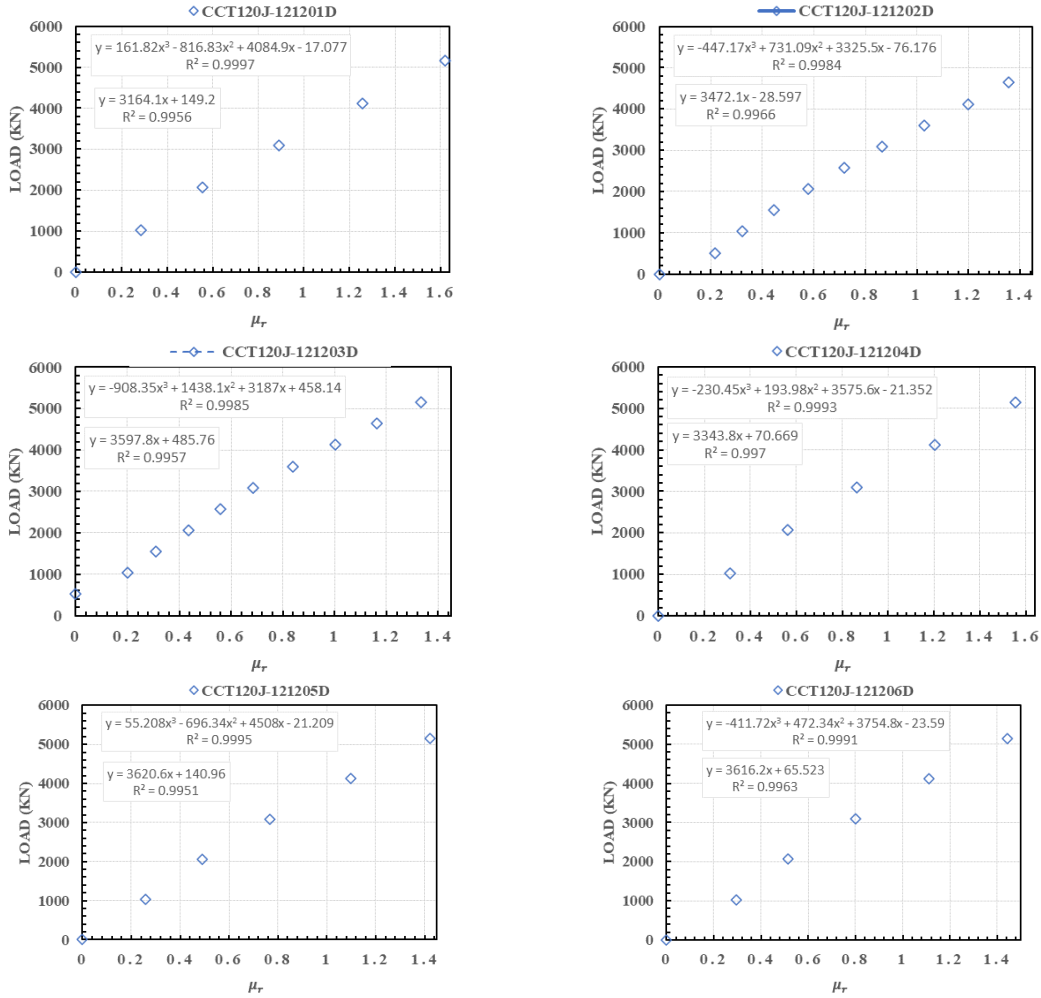 CCT120J-121201D
y = 161.82x³ - 816.83x² + 4084.9x - 17.077
R² = 0.9997
y = 3164.1x + 149.2
R² = 0.9956
LOAD (KN)
6000
5000
4000
3000
2000
1000
0
0 0.2 0.4 0.6 0.8 1 1.2 1.4 1.6
μr
CCT120J-121202D
y = -447.17x³ + 731.09x² + 3325.5x - 76.176
R² = 0.9984
y = 3472.1x - 28.597
R² = 0.9966
LOAD (KN)
6000
5000
4000
3000
2000
1000
0
0 0.2 0.4 0.6 0.8 1 1.2 1.4
μr
CCT120J-121203D
y = -908.35x³ + 1438.1x² + 3187x + 458.14
R² = 0.9985
y = 3597.8x + 485.76
R² = 0.9957
LOAD (KN)
6000
5000
4000
3000
2000
1000
0
0 0.2 0.4 0.6 0.8 1 1.2 1.4
μr
CCT120J-121204D
y = -230.45x³ + 193.98x² + 3575.6x - 21.352
R² = 0.9993
y = 3343.8x + 70.669
R² = 0.997
LOAD (KN)
6000
5000
4000
3000
2000
1000
0
0 0.2 0.4 0.6 0.8 1 1.2 1.4 1.6
μr
CCT120J-121205D
y = 55.208x³ - 696.34x² + 4508x - 21.209
R² = 0.9995
y = 3620.6x + 140.96
R² = 0.9951
LOAD (KN)
6000
5000
4000
3000
2000
1000
0
0 0.2 0.4 0.6 0.8 1 1.2 1.4
μr
CCT120J-121206D
y = -411.72x³ + 472.34x² + 3754.8x - 23.59
R² = 0.9991
y = 3616.2x + 65.523
R² = 0.9963
LOAD (KN)
6000
5000
4000
3000
2000
1000
0
0 0.2 0.4 0.6 0.8 1 1.2 1.4
μr